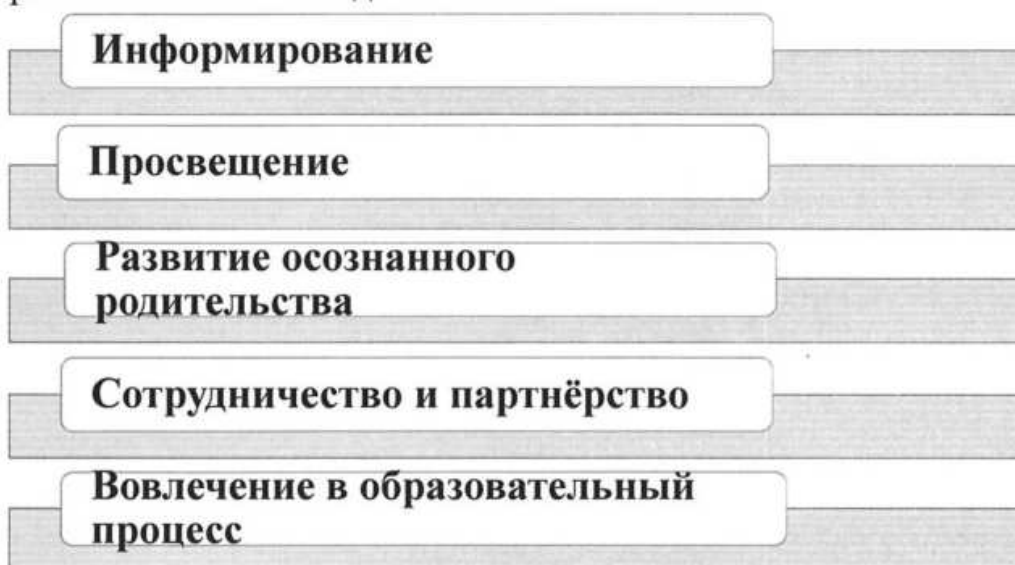 Информирование
Просвещение
Развитие осознанного
родительства
Сотрудничество и партнёрство
Вовлечение в образовательный
процесс